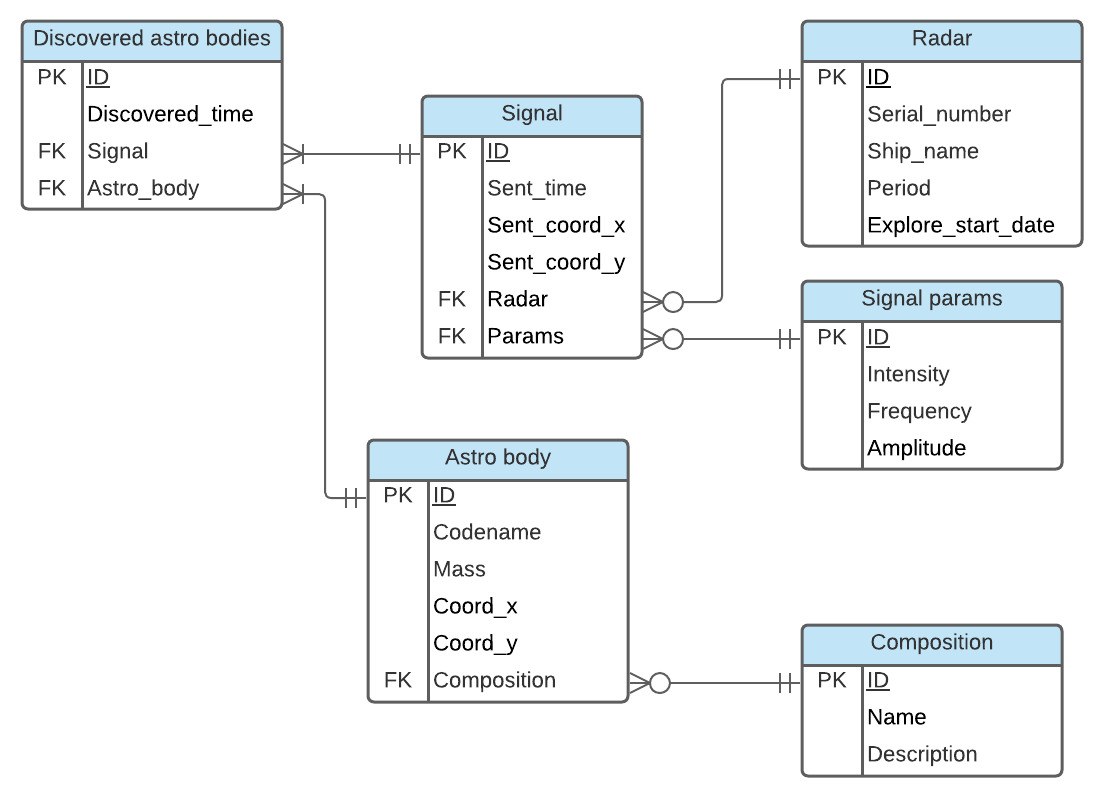 Discovered astro bodies
PK ID
Discovered_time
FK Signal
FK Astro_body
Signal
PK ID
Sent_time
Sent_coord_x
Sent_coord_y
FK Radar
FK Params
Radar
PK ID
Serial_number
Ship_name
Period
Explore_start_date
Signal params
PK ID
Intensity
Frequency
Amplitude
Astro body
PK ID
Codename
Mass
Coord_x
Coord_y
FK Composition
Composition
PK ID
Name
Description